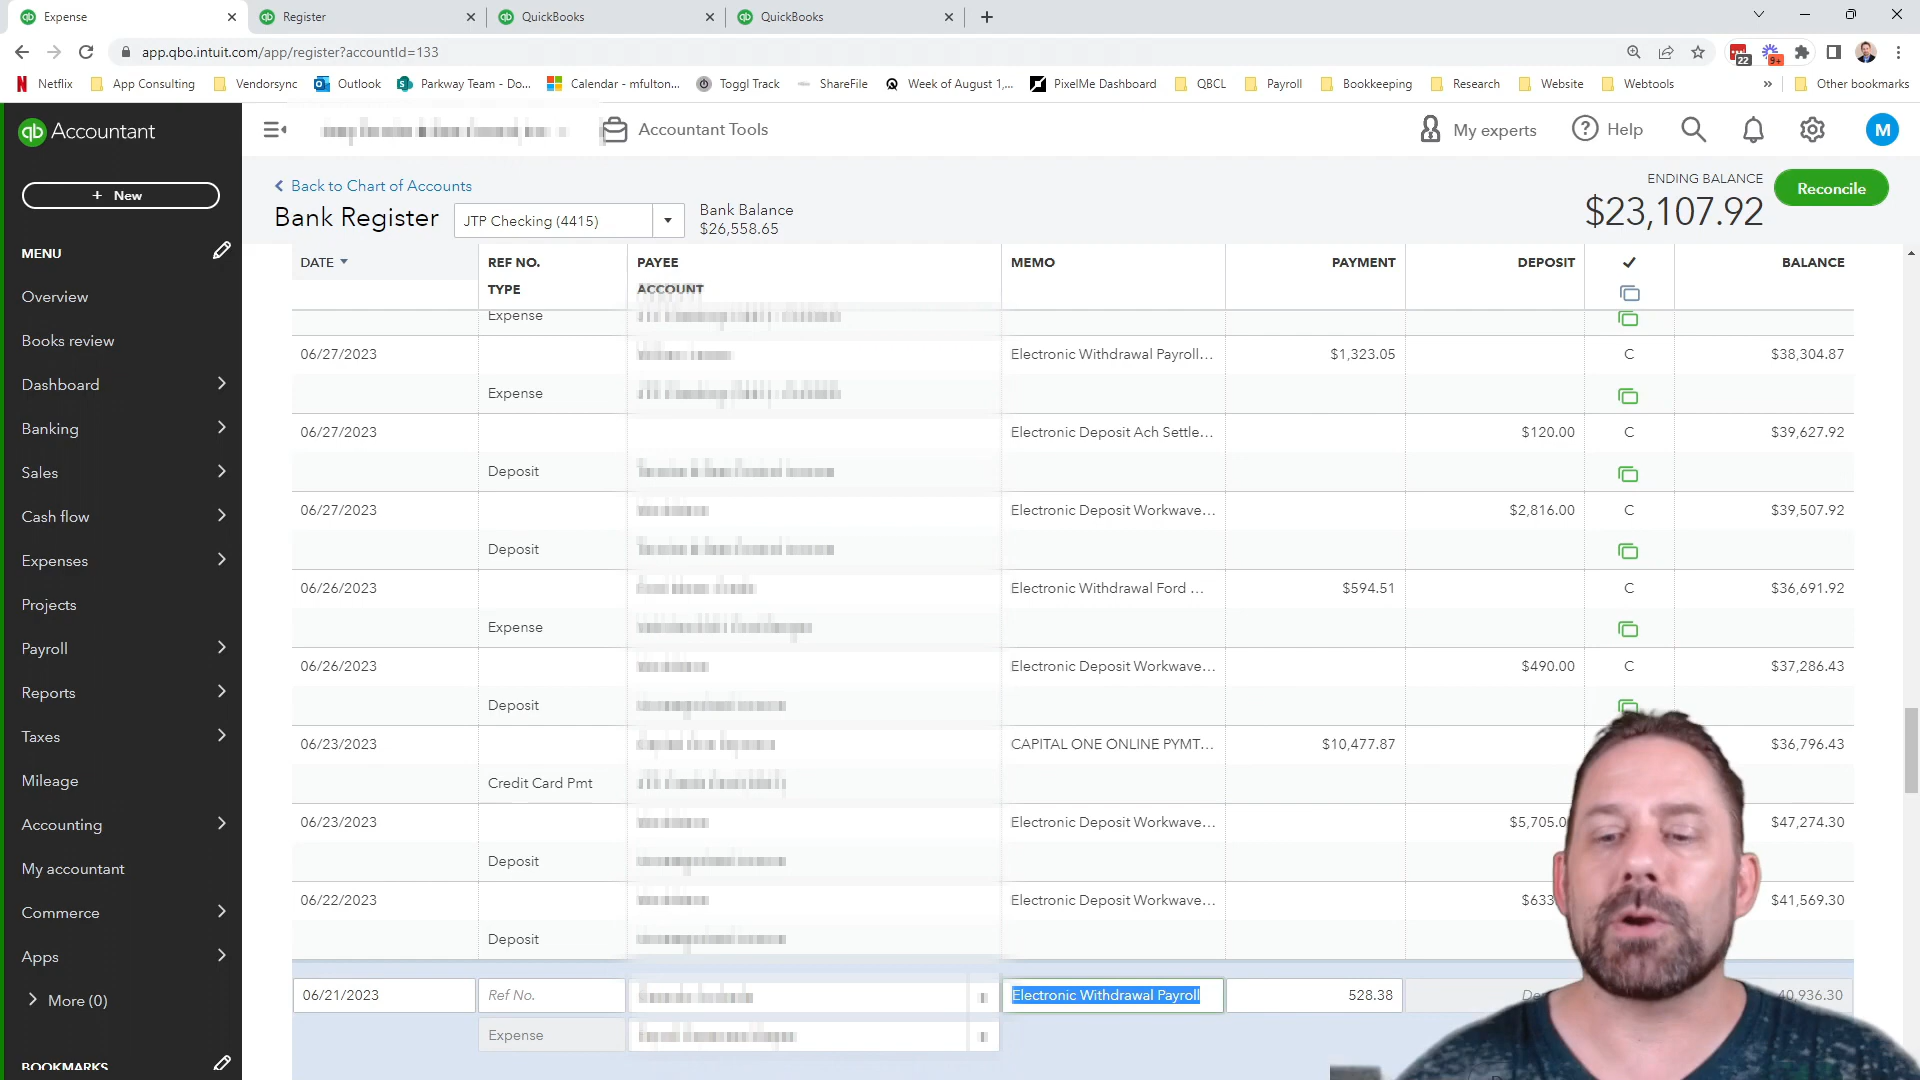 Expense
Register
QuickBooks
QuickBooks
app.qbo.intuit.com/app/register?accountId=133
22
9+
Netflix
App Consulting
Vendorsync
Outlook
Parkway Team - Do...
Calendar - mfulton...
Toggl Track
ShareFile
Week of August 1,...
PixelMe Dashboard
QBCL
Payroll
Bookkeeping
Research
Website
Webtools
»
Other bookmarks
qb Accountant
Accountant Tools
My experts
Help
M
+ New
Back to Chart of Accounts
Bank Register
JTP Checking (4415)
Bank Balance
$26,558.65
ENDING BALANCE
$23,107.92
Reconcile
MENU
Overview
Books review
Dashboard
Banking
Sales
Cash flow
Expenses
Projects
Payroll
Reports
Taxes
Mileage
Accounting
My accountant
Commerce
Apps
More (0)
BOOKMARKS
DATE REF NO. PAYEE MEMO PAYMENT DEPOSIT ✓ BALANCE
TYPE ACCOUNT
Expense
06/27/2023 Electronic Withdrawal Payroll... $1,323.05 C $38,304.87
Expense
06/27/2023 Electronic Deposit Ach Settle... $120.00 C $39,627.92
Deposit
06/27/2023 Electronic Deposit Workwave... $2,816.00 C $39,507.92
Deposit
06/26/2023 Electronic Withdrawal Ford ... $594.51 C $36,691.92
Expense
06/26/2023 Electronic Deposit Workwave... $490.00 C $37,286.43
Deposit
06/23/2023 CAPITAL ONE ONLINE PYMT... $10,477.87 $36,796.43
Credit Card Pmt
06/23/2023 Electronic Deposit Workwave... $5,705.0 $47,274.30
Deposit
06/22/2023 Electronic Deposit Workwave... $633 $41,569.30
Deposit
06/21/2023 Ref No. Electronic Withdrawal Payroll 528.38 De 40,936.30
Expense